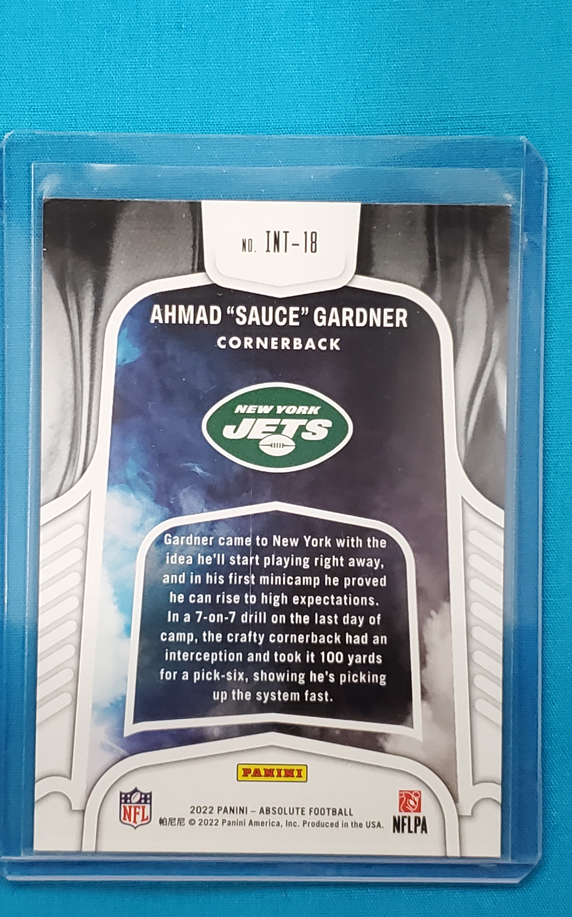 NO. INT-18
AHMAD “SAUCE” GARDNER
CORNERBACK
NEW YORK
JETS
Gardner came to New York with the
idea he'll start playing right away,
and in his first minicamp he proved
he can rise to high expectations.
In a 7-on-7 drill on the last day of
camp, the crafty cornerback had an
interception and took it 100 yards
for a pick-six, showing he's picking
up the system fast.
PANINI
NFL
2022 PANINI – ABSOLUTE FOOTBALL
帕尼尼 © 2022 Panini America, Inc. Produced in the USA.
NFLPA